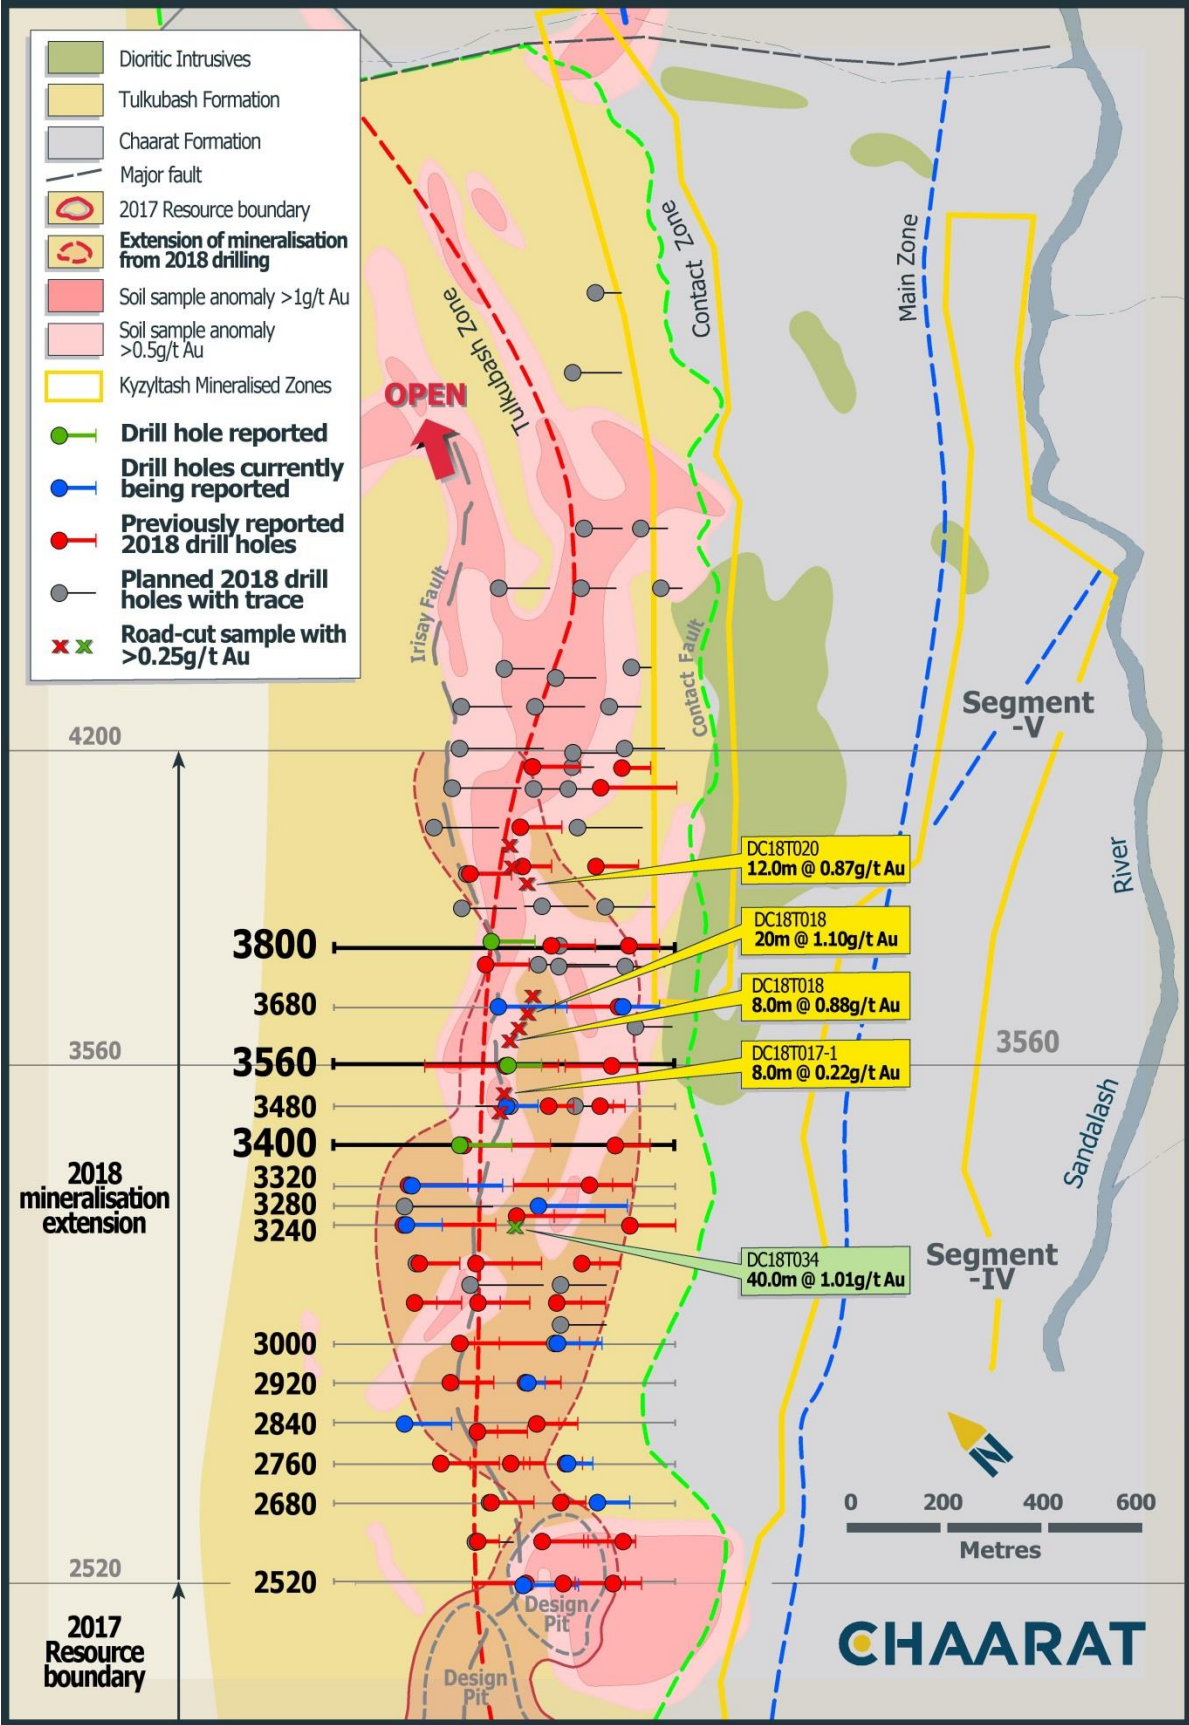 Dioritic Intrusives
Tulkubash Formation
Chaarat Formation
Major fault
2017 Resource boundary
Extension of mineralisation
from 2018 drilling
Soil sample anomaly >1g/t Au
Soil sample anomaly
>0.5g/t Au
Kyzyltash Mineralised Zones
Drill hole reported
Drill holes currently
being reported
Previously reported
2018 drill holes
Planned 2018 drill
holes with trace
Road-cut sample with
>0.25g/t Au
Contact Zone
Main Zone
Tulkubash Zone
OPEN
Irisay Fault
Contact Fault
Segment
-V
4200
River
DC18T020
12.0m @ 0.87g/t Au
DC18T018
20m @ 1.10g/t Au
3800
DC18T018
8.0m @ 0.88g/t Au
3680
3560
3560
3560
DC18T017-1
8.0m @ 0.22g/t Au
3480
3400
Sandalash
2018
mineralisation
extension
3320
3280
3240
DC18T034
40.0m @ 1.01g/t Au
Segment
-IV
3000
2920
2840
2760
2680
N
0 200 400 600
Metres
2520
2520
Design
Pit
2017
Resource
boundary
Design
Pit
CHAARAT